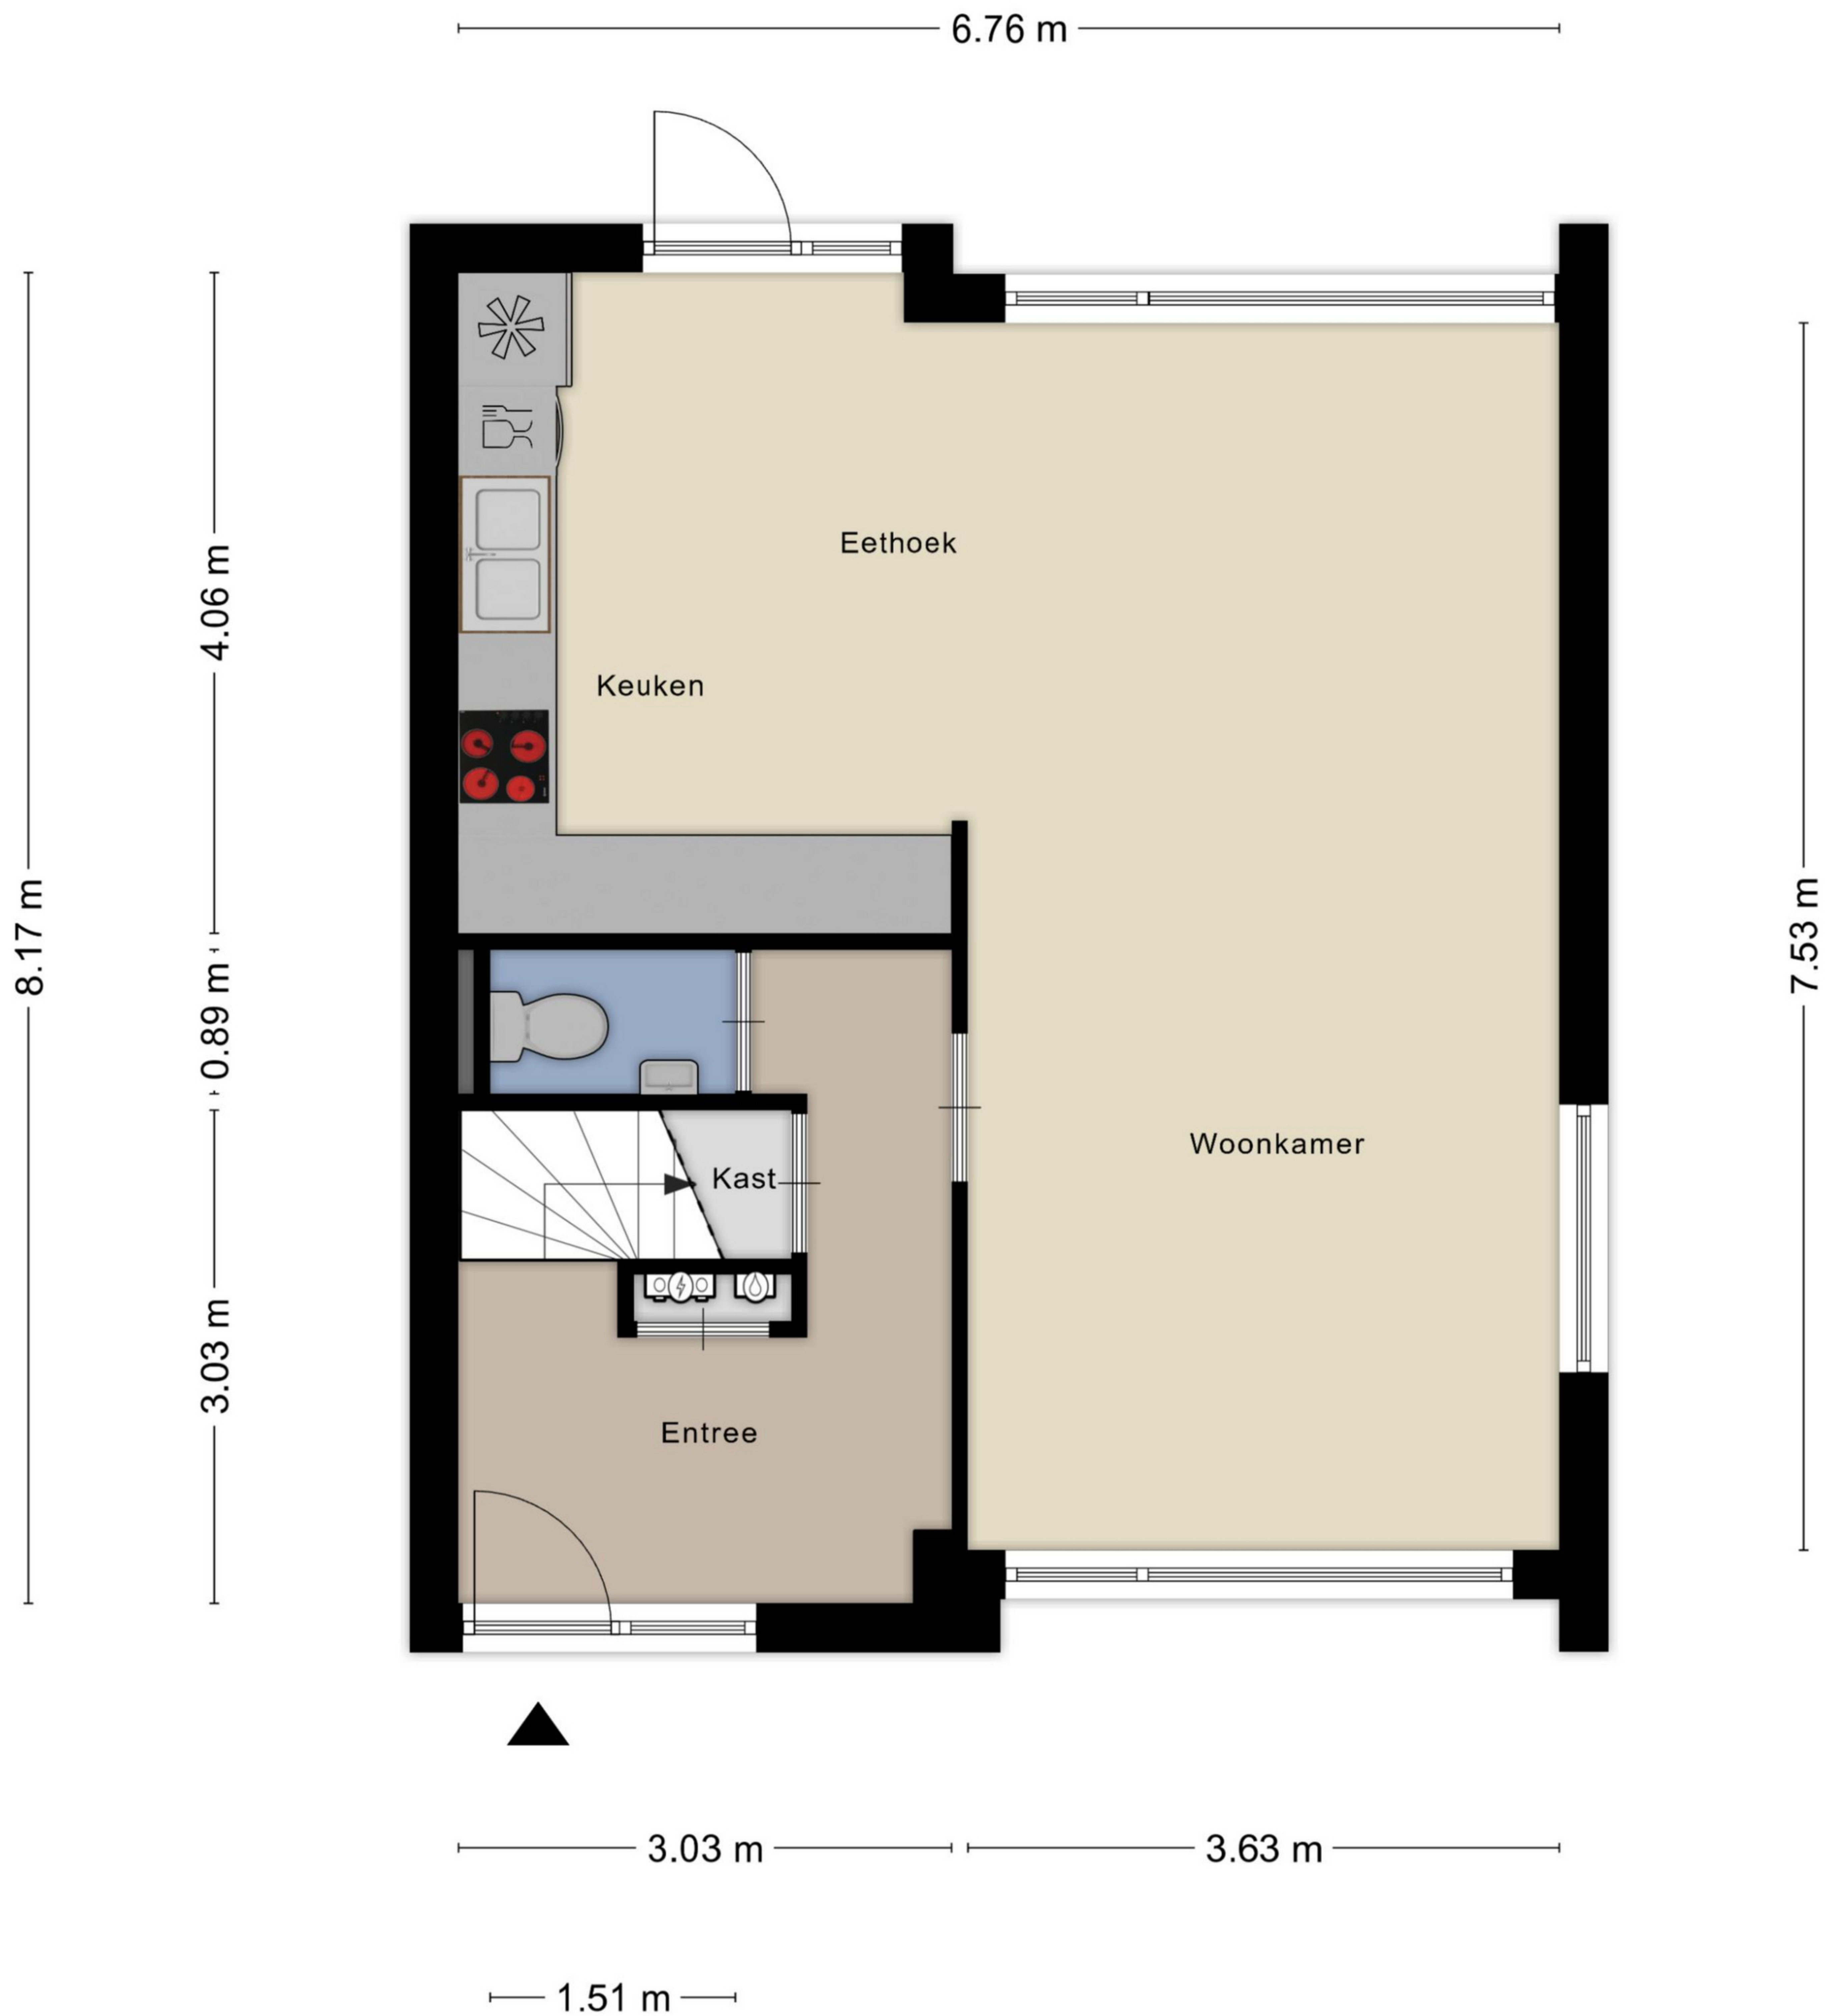 6.76 m
Eethoek
4.06 m
Keuken
8.17 m
0.89 m
7.53 m
Woonkamer
Kast
3.03 m
Entree
3.03 m
3.63 m
1.51 m